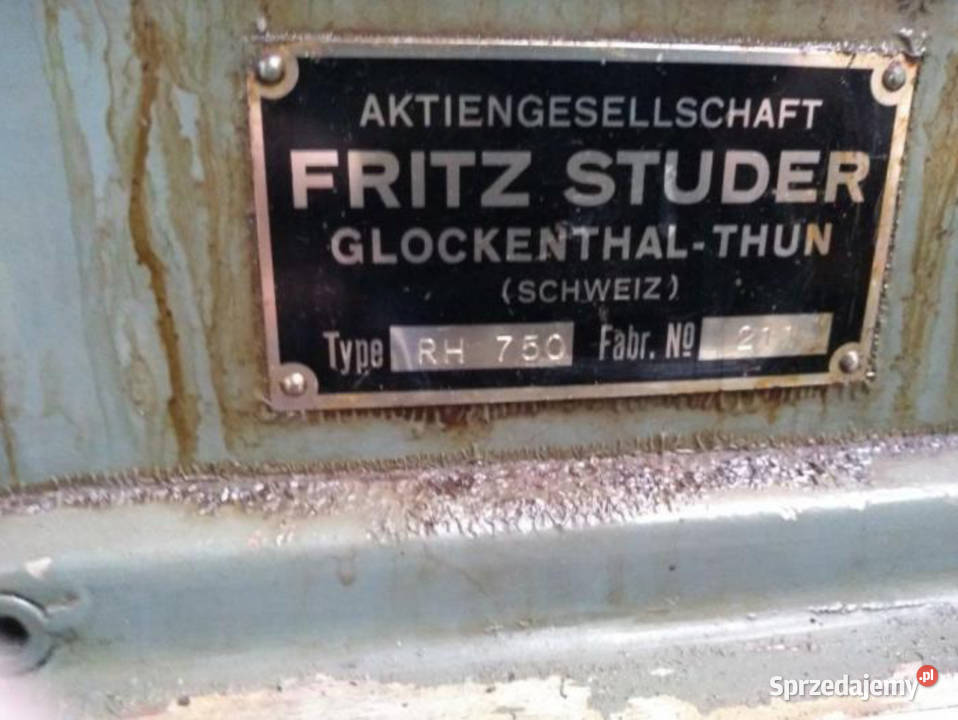 AKTIENGESELLSCHAFT
FRITZ STUDER
GLOCKENTHAL-THUN
(SCHWEIZ)
Type RH 750 Fabr. Nº
Sprzedajemy.pl